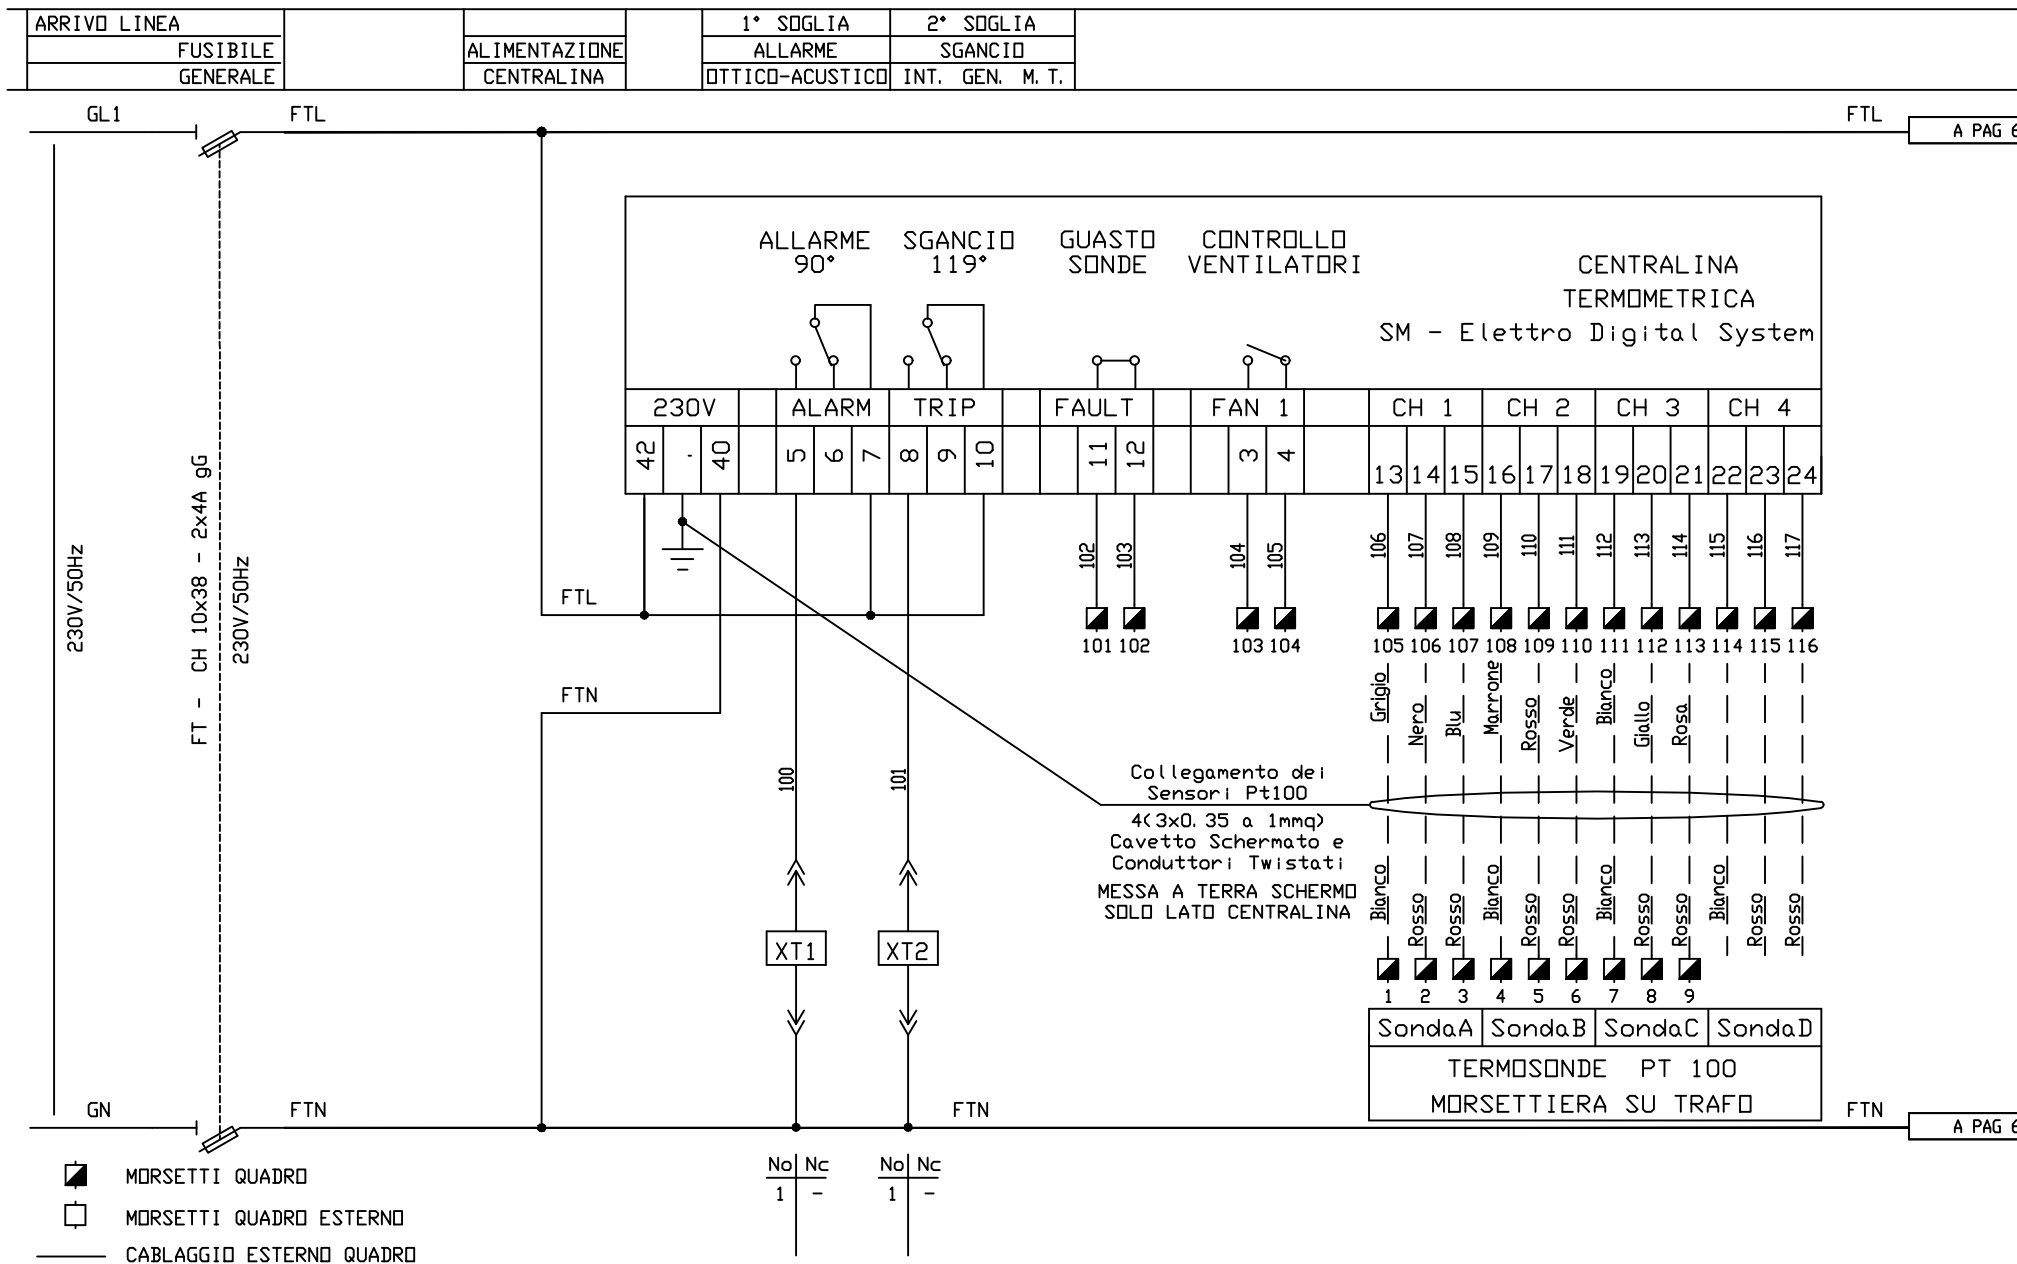 ARRIVO LINEA
FUSIBILE
GENERALE
ALIMENTAZIONE
CENTRALINA
1° SOGLIA
ALLARME
OTTICO-ACUSTICO
2° SOGLIA
SGANCIO
INT. GEN. M.T.
GL1
FTL
FTL
A PAG 6
ALLARME
90°
SGANCIO
119°
GUASTO
SONDE
CONTROLLO
VENTILATORI
CENTRALINA
TERMOMETRICA
SM - Elettro Digital System
230V ALARM TRIP FAULT FAN 1 CH 1 CH 2 CH 3 CH 4
42 . 40 5 6 7 8 9 10 11 12 3 4 13 14 15 16 17 18 19 20 21 22 23 24
230V/50Hz
FT - CH 10x38 - 2x4A gG
230V/50Hz
102 103 104 105 106 107 108 109 110 111 112 113 114 115 116 117
FTL
101 102 103 104 105 106 107 108 109 110 111 112 113 114 115 116
Grigio Nero Blu Marrone Rosso Verde Bianco Giallo Rosa
FTN
100 101
Collegamento dei
Sensori Pt100
4(3x0.35 a 1mmq)
Cavetto Schermato e
Conduttori Twistati
MESSA A TERRA SCHERMO
SOLO LATO CENTRALINA
Bianco Rosso Rosso Bianco Rosso Rosso Bianco Rosso Rosso Bianco Rosso Rosso
XT1 XT2
1 2 3 4 5 6 7 8 9
SondaA SondaB SondaC SondaD
TERMOSONDE PT 100
MORSETTIERA SU TRAFO
GN
FTN
FTN
FTN
A PAG 6
No Nc
1 -
No Nc
1 -
MORSETTI QUADRO
MORSETTI QUADRO ESTERNO
CABLAGGIO ESTERNO QUADRO